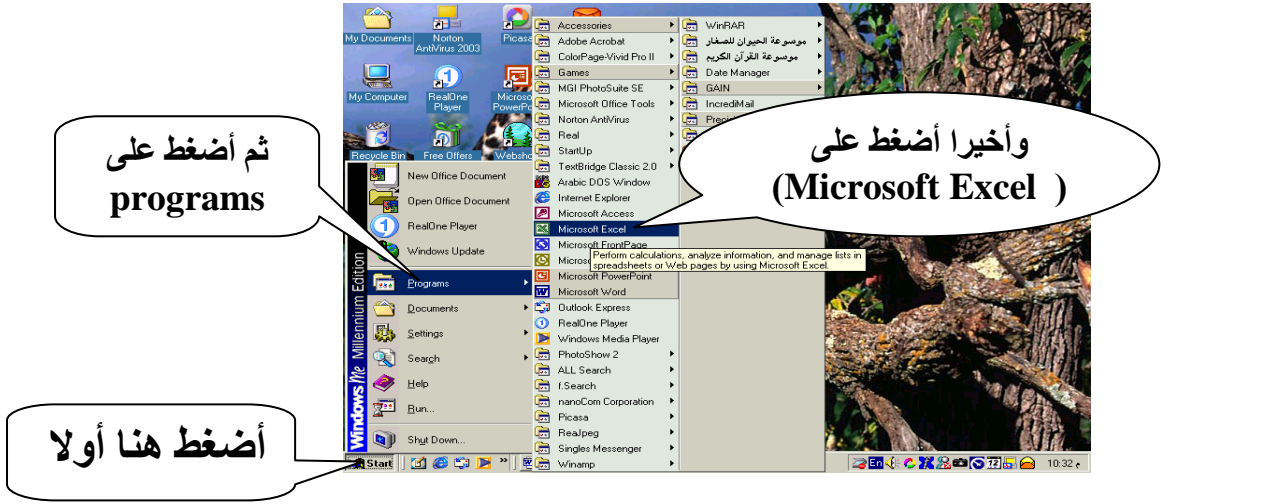 My Documents
Norton AntiVirus 2003
Picasa
My Computer
RealOne Player
Recycle Bin
Free Offers
ثم أضغط على
programs
وأخيرا أضغط على
(Microsoft Excel )
أضغط هنا أولا
Windows Me Millennium Edition
New Office Document
Open Office Document
RealOne Player
Windows Update
Programs
Documents
Settings
Search
Help
Run...
Shut Down...
Start
Accessories
Adobe Acrobat
ColorPage-Vivid Pro II
Games
MGI PhotoSuite SE
Microsoft Office Tools
Norton AntiVirus
Real
StartUp
TextBridge Classic 2.0
Arabic DOS Window
Internet Explorer
Microsoft Access
Microsoft Excel
Microsoft FrontPage
Perform calculations, analyze information, and manage lists in
spreadsheets or Web pages by using Microsoft Excel.
Microsoft PowerPoint
Microsoft Word
Outlook Express
RealOne Player
Windows Media Player
PhotoShow 2
ALL Search
f.Search
nanoCom Corporation
Picasa
ReaJpeg
Singles Messenger
Winamp
WinRAR
موسوعة الحيوان للصغار
موسوعة القرآن الكريم
Date Manager
GAIN
IncrediMail
En
12
10:32 م